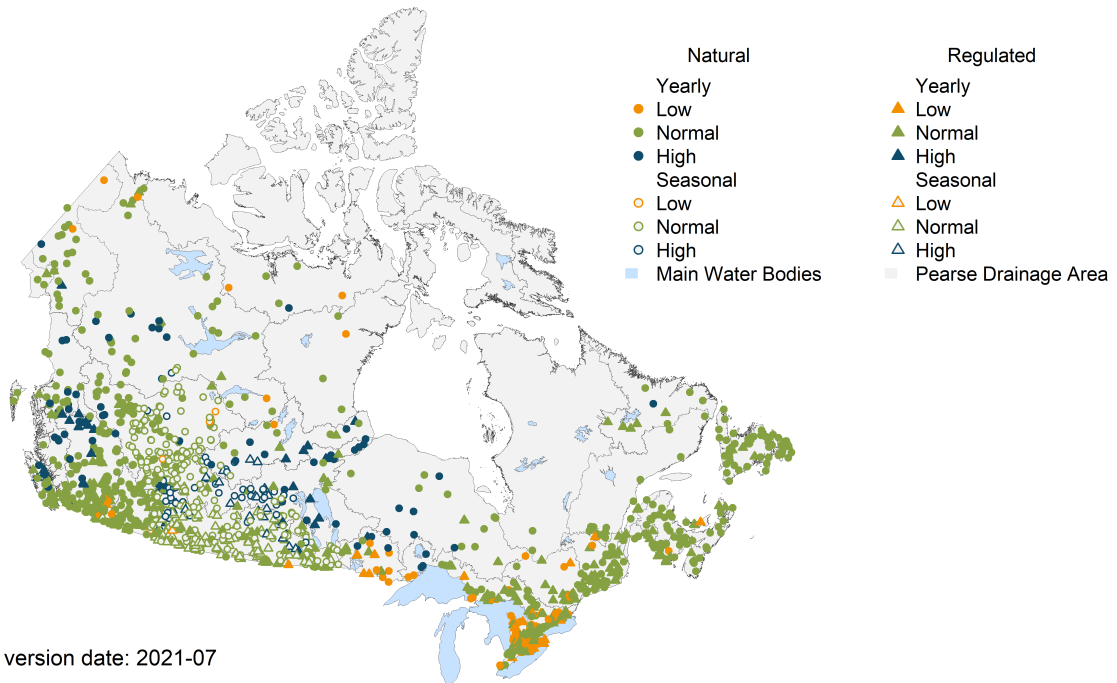 Natural
Yearly
Low
Normal
High
Seasonal
Low
Normal
High
Main Water Bodies
Regulated
Yearly
Low
Normal
High
Seasonal
Low
Normal
High
Pearse Drainage Area
version date: 2021-07